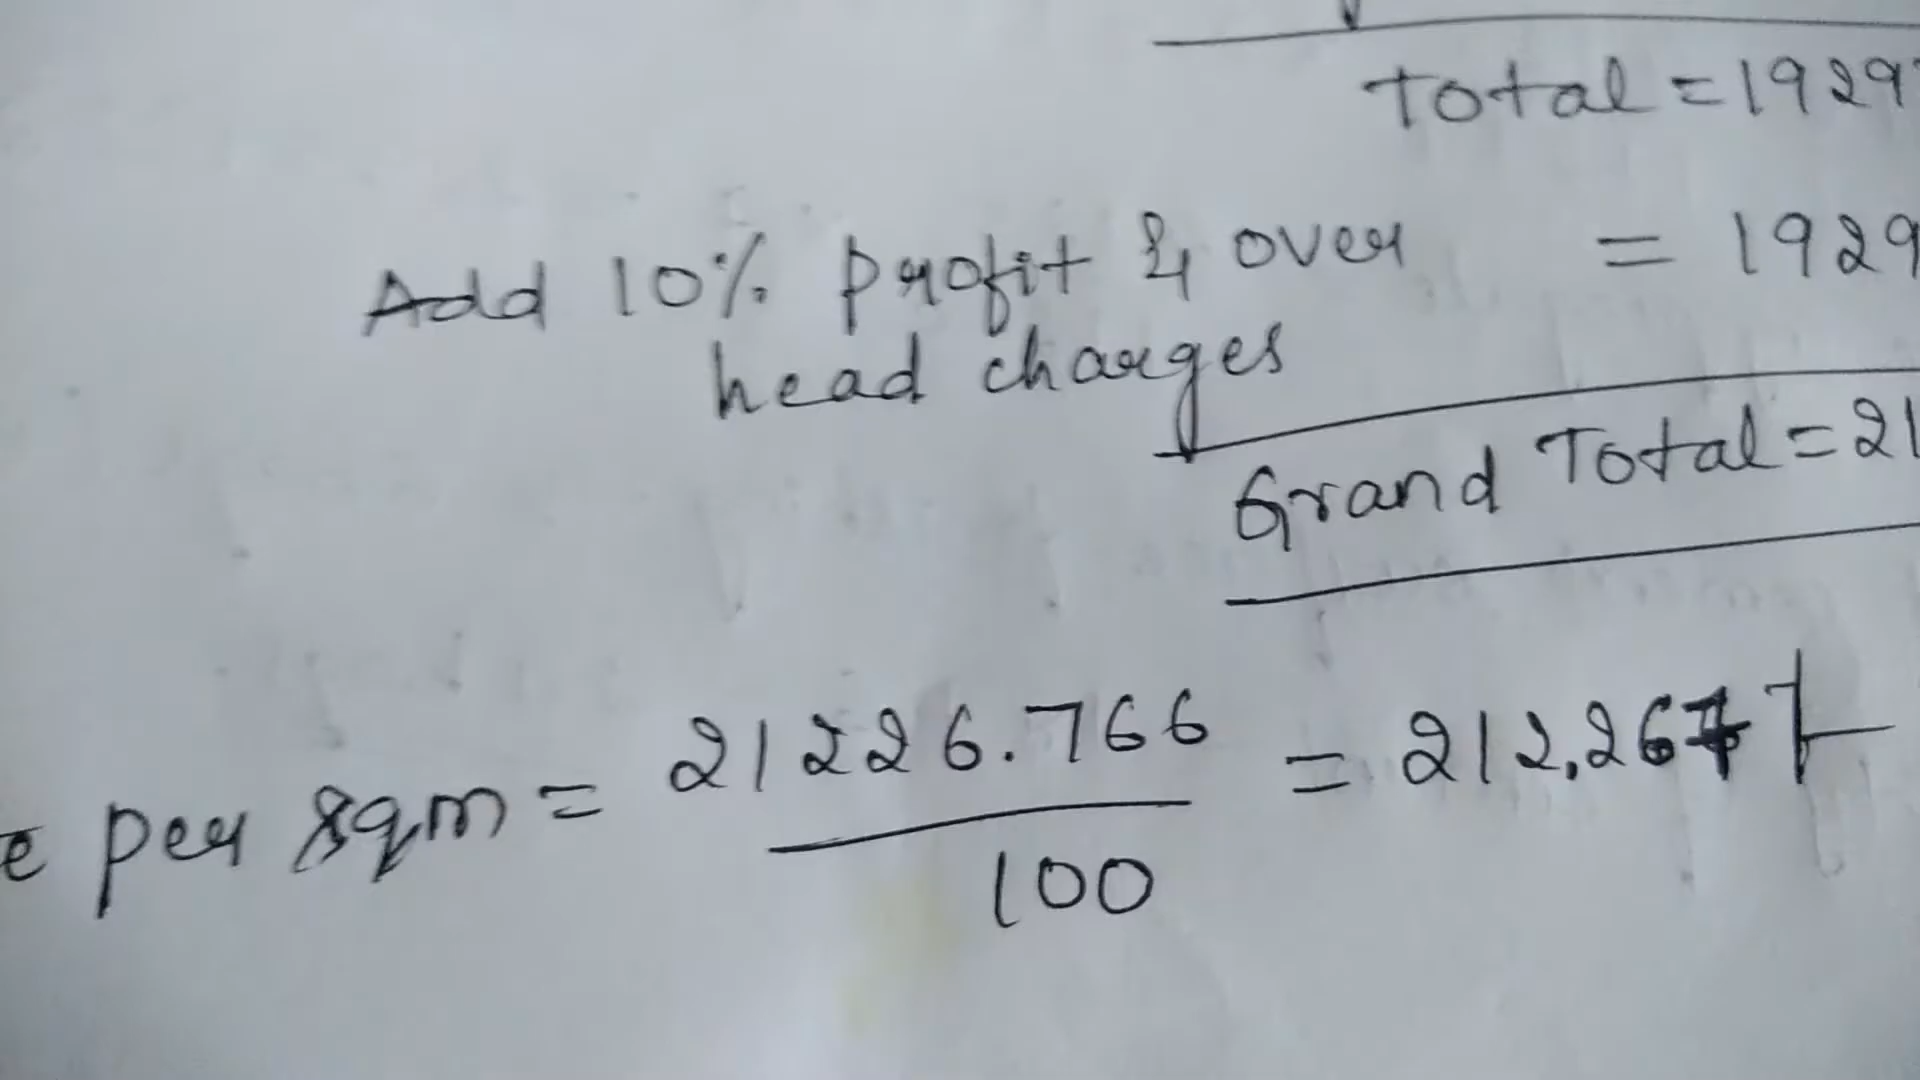 Total = 1929
Add 10% profit & over = 1929
head charges
Grand Total = 21
e per sqm = 21226.766 / 100 = 212.267